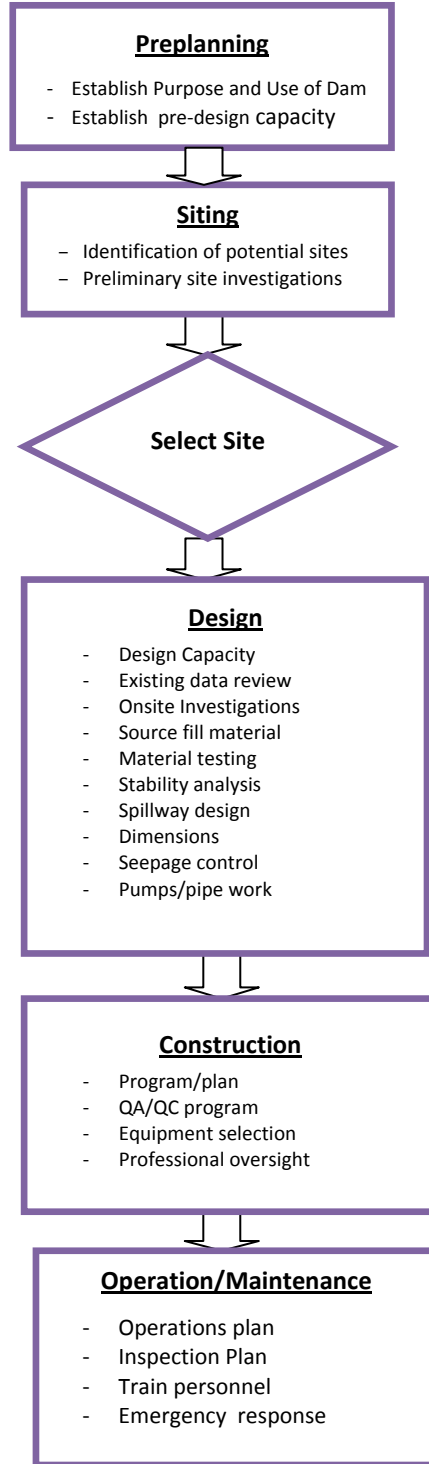 Preplanning
- Establish Purpose and Use of Dam
- Establish pre-design capacity
Siting
– Identification of potential sites
– Preliminary site investigations
Select Site
Design
- Design Capacity
- Existing data review
- Onsite Investigations
- Source fill material
- Material testing
- Stability analysis
- Spillway design
- Dimensions
- Seepage control
- Pumps/pipe work
Construction
- Program/plan
- QA/QC program
- Equipment selection
- Professional oversight
Operation/Maintenance
- Operations plan
- Inspection Plan
- Train personnel
- Emergency response